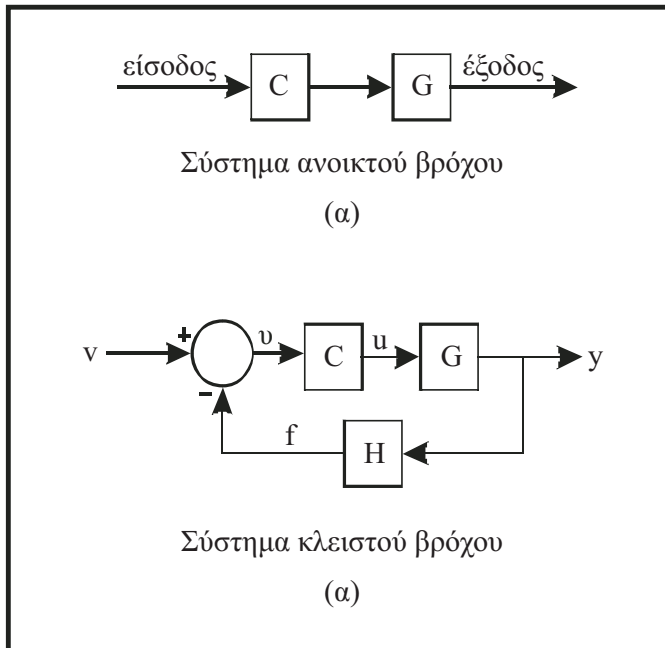 είσοδος C G έξοδος
Σύστημα ανοικτού βρόχου
(α)
v + υ C u G y
-
f H
Σύστημα κλειστού βρόχου
(α)